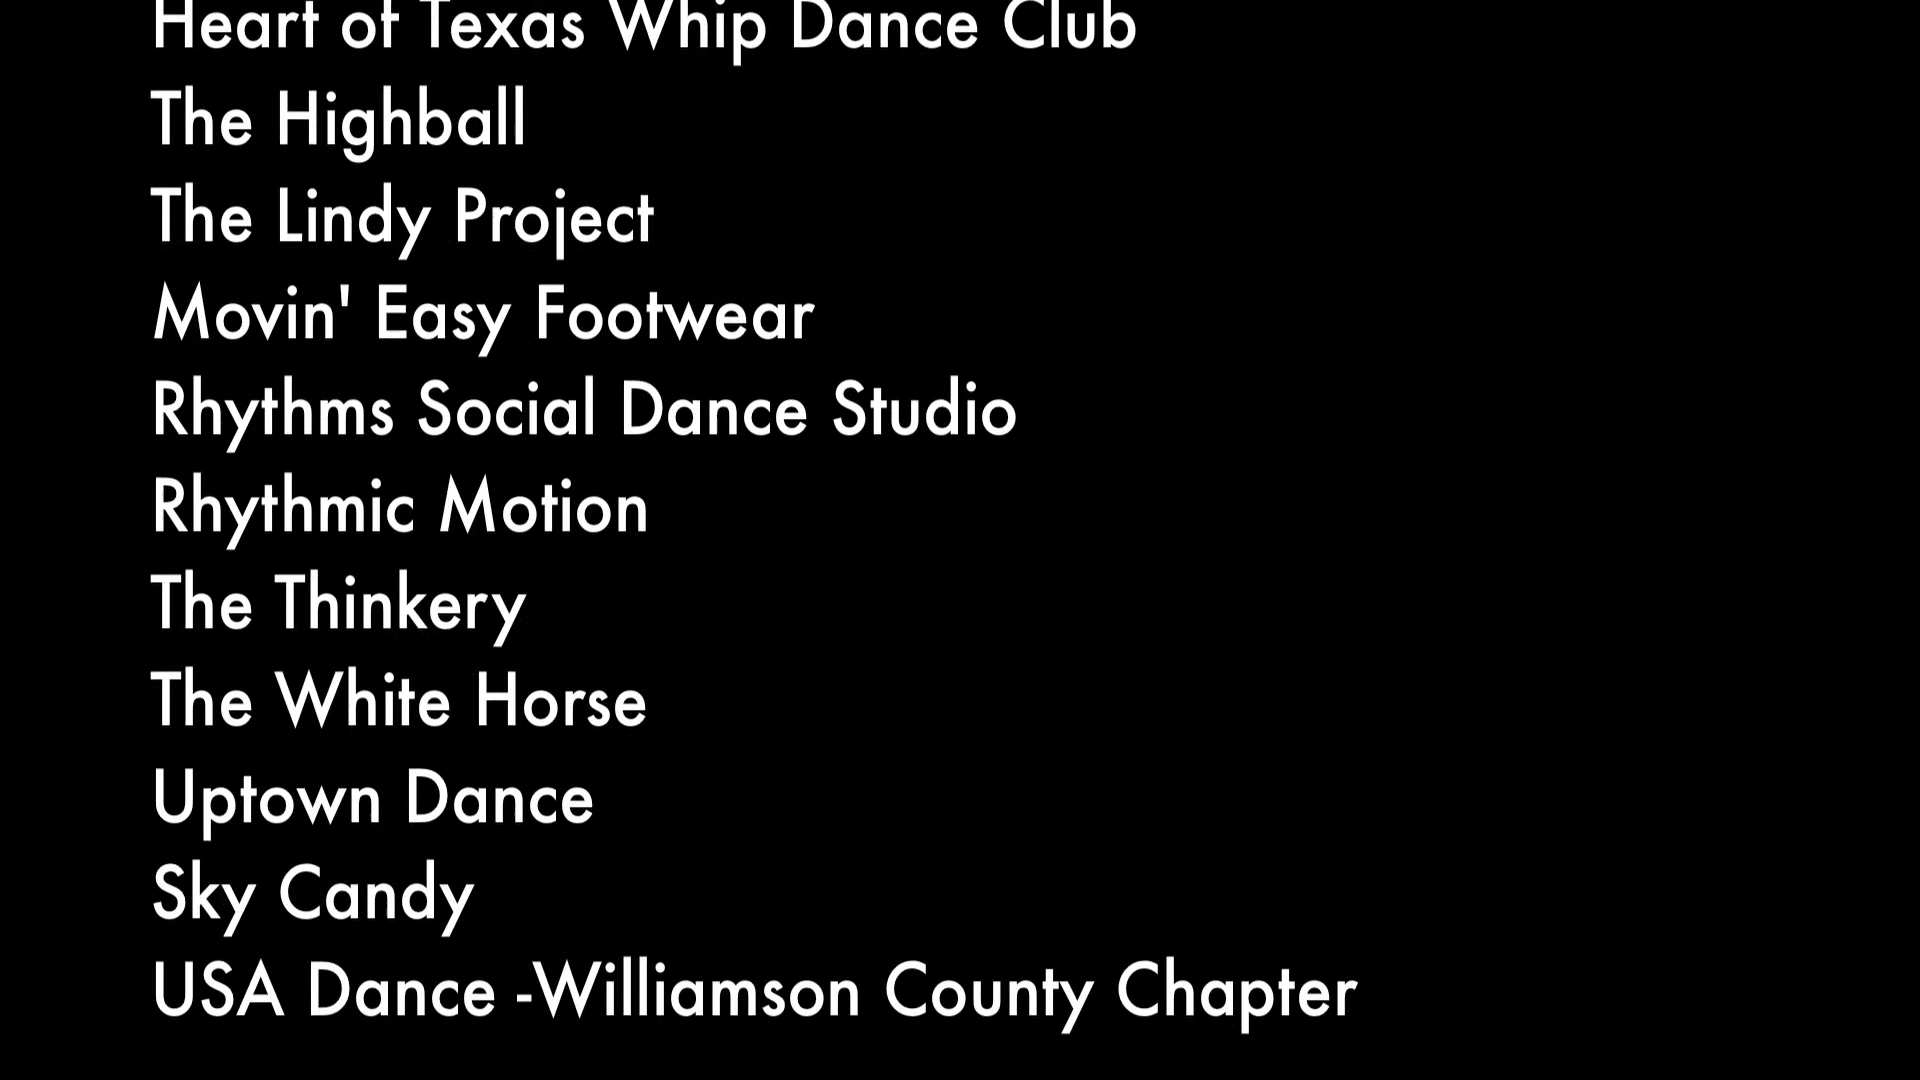 Heart of Texas Whip Dance Club
The Highball
The Lindy Project
Movin' Easy Footwear
Rhythms Social Dance Studio
Rhythmic Motion
The Thinkery
The White Horse
Uptown Dance
Sky Candy
USA Dance -Williamson County Chapter